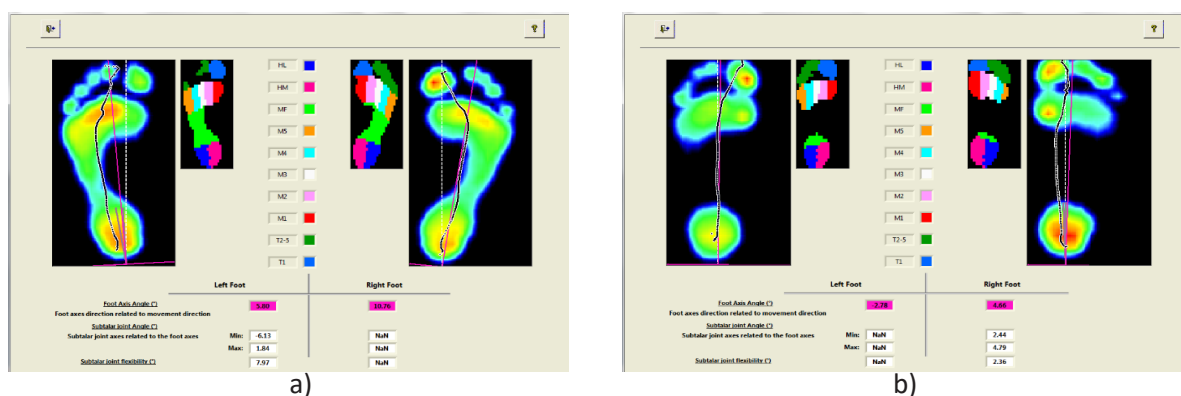 ?
HL
HM
MF
M5
M4
M3
M2
M1
T2-5
T1
Left Foot Right Foot
Foot Axis Angle (°) 5.80 10.76
Foot axes direction related to movement direction
Subtalar joint Angle (°)
Subtalar joint axes related to the foot axes Min: -6.13 NaN
Max: 1.84 NaN
Subtalar joint flexibility (°) 7.97 NaN
a)
?
HL
HM
MF
M5
M4
M3
M2
M1
T2-5
T1
Left Foot Right Foot
Foot Axis Angle (°) -2.78 4.66
Foot axes direction related to movement direction
Subtalar joint Angle (°)
Subtalar joint axes related to the foot axes Min: NaN 2.44
Max: NaN 4.79
Subtalar joint flexibility (°) NaN 2.36
b)